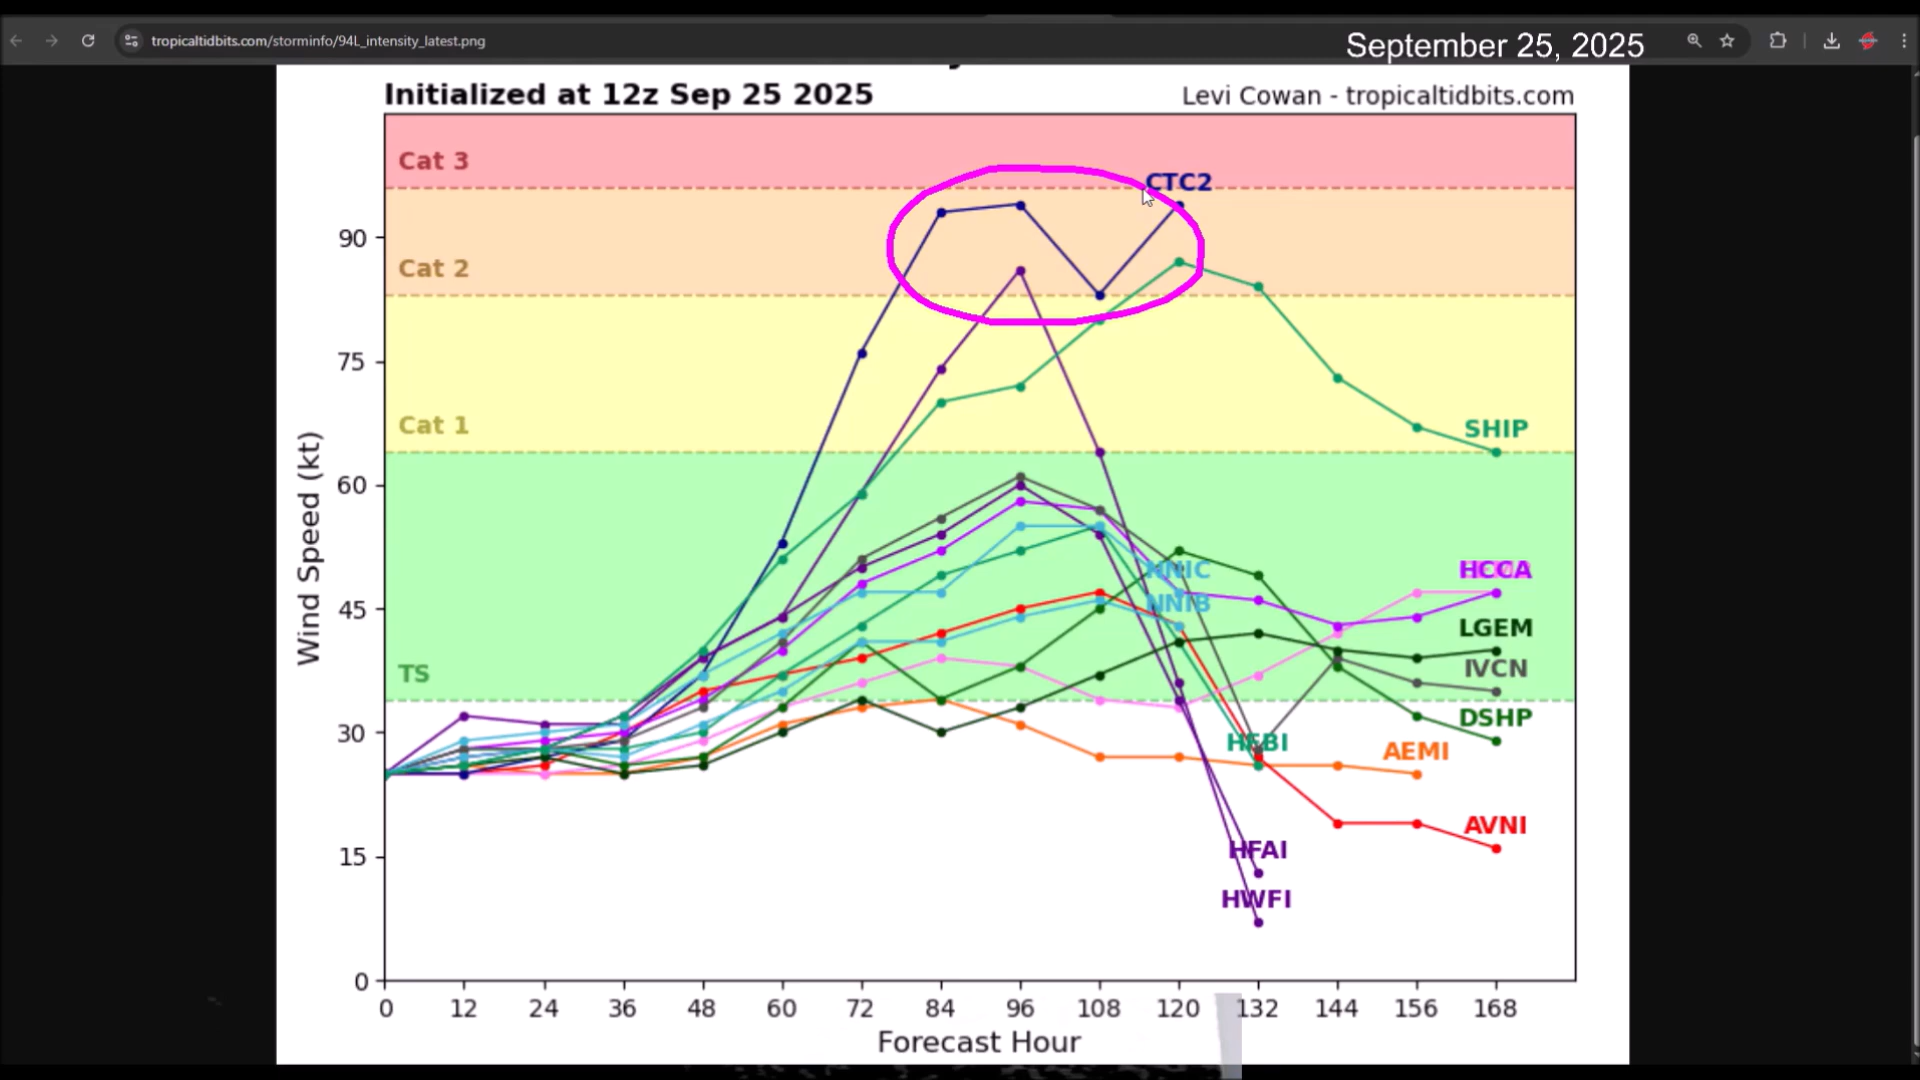 tropicaltidbits.com/storminfo/94L_intensity_latest.png
September 25, 2025
Initialized at 12z Sep 25 2025
Levi Cowan - tropicaltidbits.com
Cat 3
CTC2
90
Cat 2
75
Cat 1
SHIP
60
HNIC
HCCA
45
NNIB
LGEM
TS
IVCN
30
DSHP
HFBI
AEMI
AVNI
15
HFAI
HWFI
0
Wind Speed (kt)
0 12 24 36 48 60 72 84 96 108 120 132 144 156 168
Forecast Hour